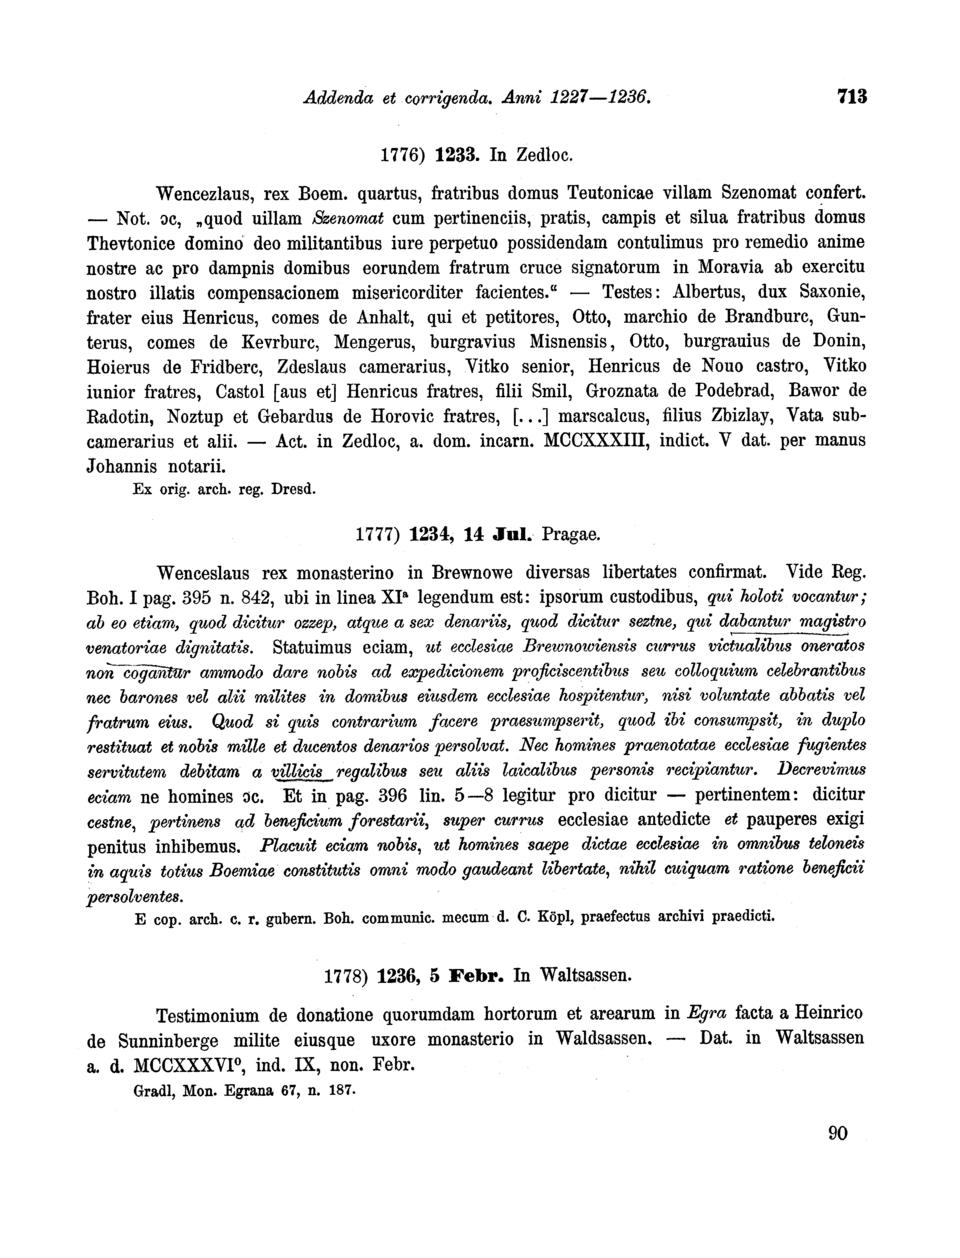 Addenda et corrigenda. Anni 1227—1236. 713
1776) 1233. In Zedloc.
Wencezlaus, rex Boem. quartus, fratribus domus Teutonicae villam Szenomat confert.
— Not. ɔc, „quod uillam Szenomat cum pertinenciis, pratis, campis et silua fratribus domus
Thevtonice domino deo militantibus iure perpetuo possidendam contulimus pro remedio anime
nostre ac pro dampnis domibus eorundem fratrum cruce signatorum in Moravia ab exercitu
nostro illatis compensacionem misericorditer facientes.“ — Testes: Albertus, dux Saxonie,
frater eius Henricus, comes de Anhalt, qui et petitores, Otto, marchio de Brandburc, Gun-
terus, comes de Kevrburc, Mengerus, burgravius Misnensis, Otto, burgrauius de Donin,
Hoierus de Fridberc, Zdeslaus camerarius, Vitko senior, Henricus de Nouo castro, Vitko
iunior fratres, Castol [aus et] Henricus fratres, filii Smil, Groznata de Podebrad, Bawor de
Radotin, Noztup et Gebardus de Horovic fratres, [...] marscalcus, filius Zbizlay, Vata sub-
camerarius et alii. — Act. in Zedloc, a. dom. incarn. MCCXXXIII, indict. V dat. per manus
Johannis notarii.
Ex orig. arch. reg. Dresd.
1777) 1234, 14 Jul. Pragae.
Wenceslaus rex monasterino in Brewnowe diversas libertates confirmat. Vide Reg.
Boh. I pag. 395 n. 842, ubi in linea XIª legendum est: ipsorum custodibus, qui holoti vocantur;
ab eo etiam, quod dicitur ozzep, atque a sex denariis, quod dicitur seztne, qui dabantur magistro
venatoriae dignitatis. Statuimus eciam, ut ecclesiae Brewnowiensis currus victualibus oneratos
non cogantur ammodo dare nobis ad expedicionem proficiscentibus seu colloquium celebrantibus
nec barones vel alii milites in domibus eiusdem ecclesiae hospitentur, nisi voluntate abbatis vel
fratrum eius. Quod si quis contrarium facere praesumpserit, quod ibi consumpsit, in duplo
restituat et nobis mille et ducentos denarios persolvat. Nec homines praenotatae ecclesiae fugientes
servitutem debitam a villicis regalibus seu aliis laicalibus personis recipiantur. Decrevimus
eciam ne homines ɔc. Et in pag. 396 lin. 5—8 legitur pro dicitur — pertinentem: dicitur
cestne, pertinens ad beneficium forestarii, super currus ecclesiae antedicte et pauperes exigi
penitus inhibemus. Placuit eciam nobis, ut homines saepe dictae ecclesiae in omnibus teloneis
in aquis totius Boemiae constitutis omni modo gaudeant libertate, nihil cuiquam ratione beneficii
persolventes.
E cop. arch. c. r. gubern. Boh. communic. mecum d. C. Köpl, praefectus archivi praedicti.
1778) 1236, 5 Febr. In Waltsassen.
Testimonium de donatione quorumdam hortorum et arearum in Egra facta a Heinrico
de Sunninberge milite eiusque uxore monasterio in Waldsassen. — Dat. in Waltsassen
a. d. MCCXXXVIº, ind. IX, non. Febr.
Gradl, Mon. Egrana 67, n. 187.
90